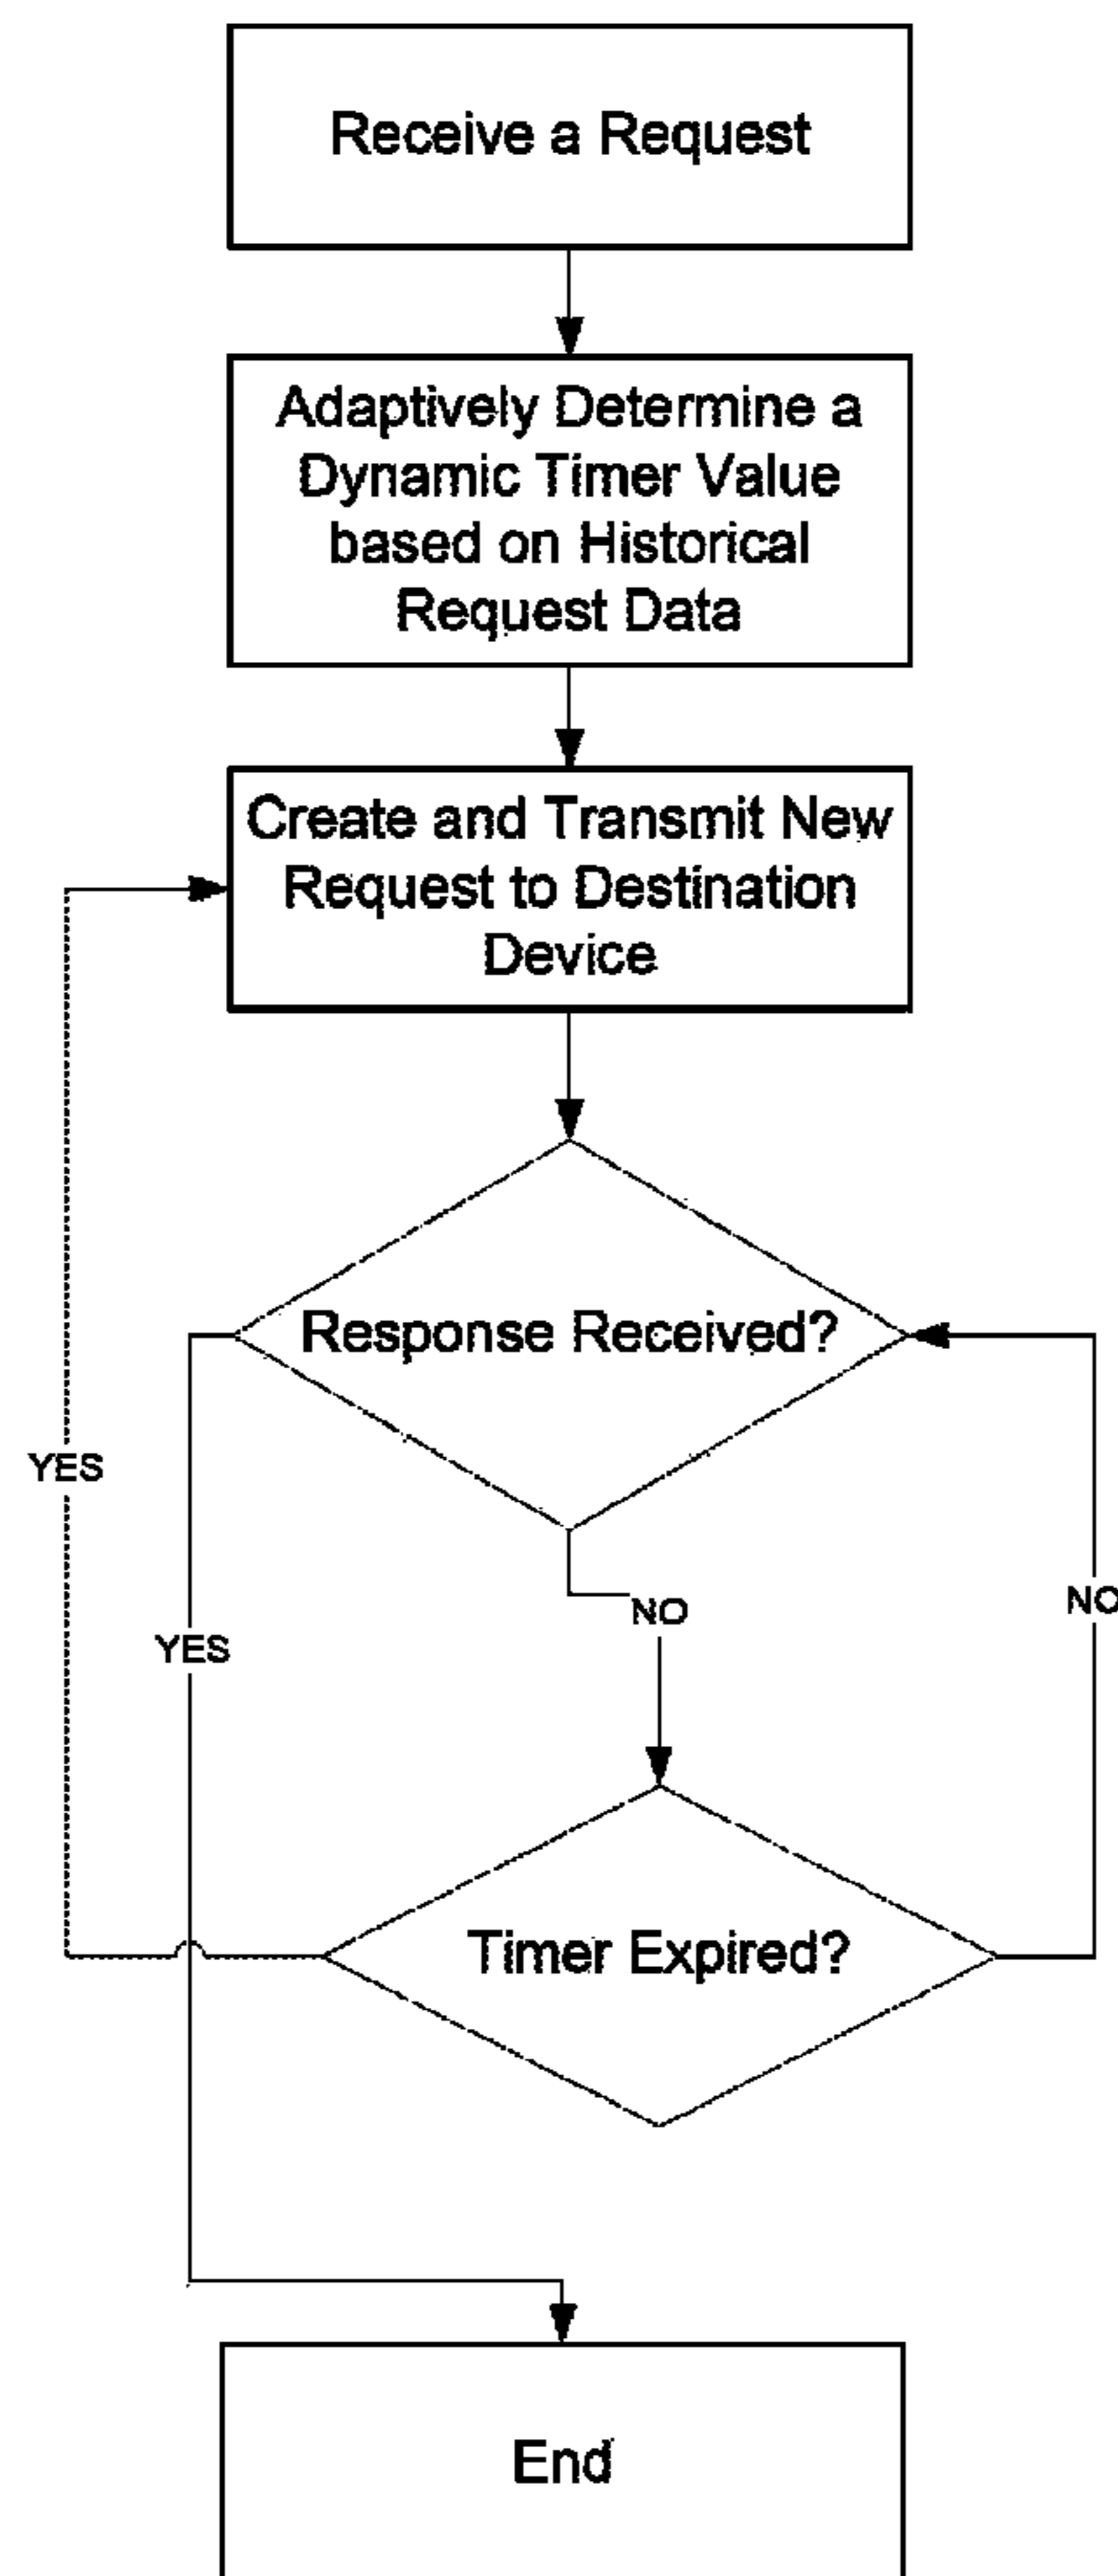 Receive a Request
Adaptively Determine a
Dynamic Timer Value
based on Historical
Request Data
Create and Transmit New
Request to Destination
Device
Response Received?
YES
NO
NO
YES
Timer Expired?
End